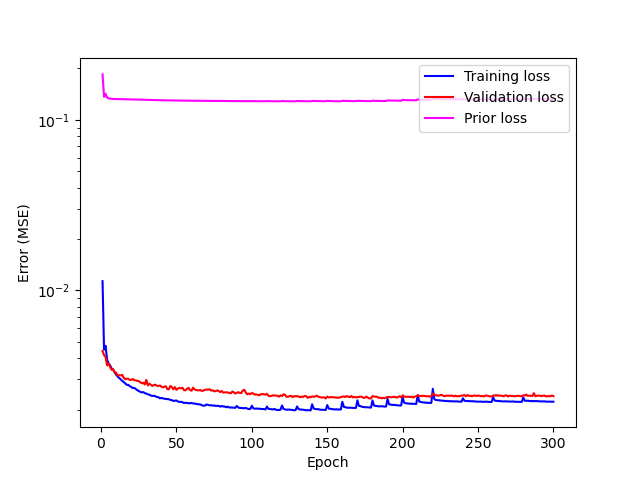 Training loss
Validation loss
Prior loss
10⁻¹
10⁻²
Error (MSE)
0 50 100 150 200 250 300
Epoch